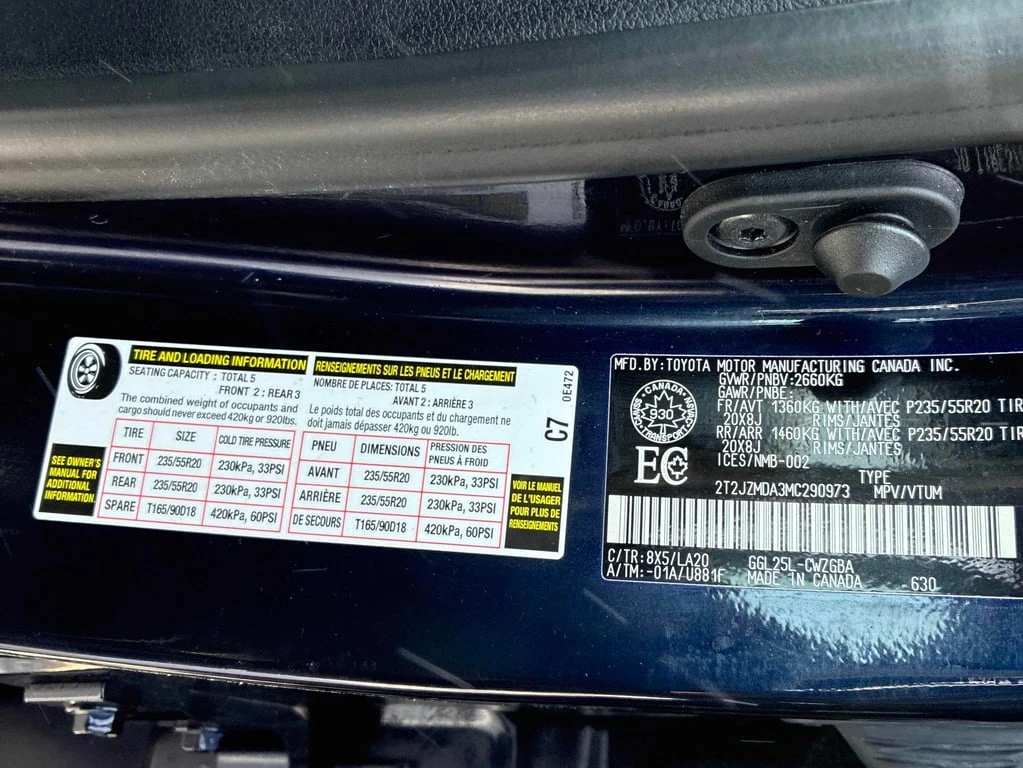 TIRE AND LOADING INFORMATION
SEATING CAPACITY : TOTAL 5
FRONT 2 : REAR 3
The combined weight of occupants and
cargo should never exceed 420kg or 920lbs.
RENSEIGNEMENTS SUR LES PNEUS ET LE CHARGEMENT
NOMBRE DE PLACES: TOTAL 5
AVANT 2 : ARRIÈRE 3
Le poids total des occupants et du chargement ne
doit jamais dépasser 420kg ou 920lb.
0E472
C7
SEE OWNER'S
MANUAL FOR
ADDITIONAL
INFORMATION.
TIRE SIZE COLD TIRE PRESSURE
FRONT 235/55R20 230kPa, 33PSI
REAR 235/55R20 230kPa, 33PSI
SPARE T165/90D18 420kPa, 60PSI
PNEU DIMENSIONS PRESSION DES
PNEUS À FROID
AVANT 235/55R20 230kPa, 33PSI
ARRIÈRE 235/55R20 230kPa, 33PSI
DE SECOURS T165/90D18 420kPa, 60PSI
VOIR LE MANUEL
DE L'USAGER
POUR PLUS DE
RENSEIGNEMENTS
MFD.BY:TOYOTA MOTOR MANUFACTURING CANADA INC.
GVWR/PNBV:2660KG
GAWR/PNBE:
FR/AVT 1360KG WITH/AVEC P235/55R20 TIR
20X8J RIMS/JANTES
RR/ARR 1460KG WITH/AVEC P235/55R20 TIR
20X8J RIMS/JANTES
ICES/NMB-002
CANADA
930
TRANSPORT
EC
TYPE
2T2JZMDA3MC290973 MPV/VTUM
C/TR:8X5/LA20 GGL25L-CWZGBA
A/TM:-01A/U881F MADE IN CANADA -630